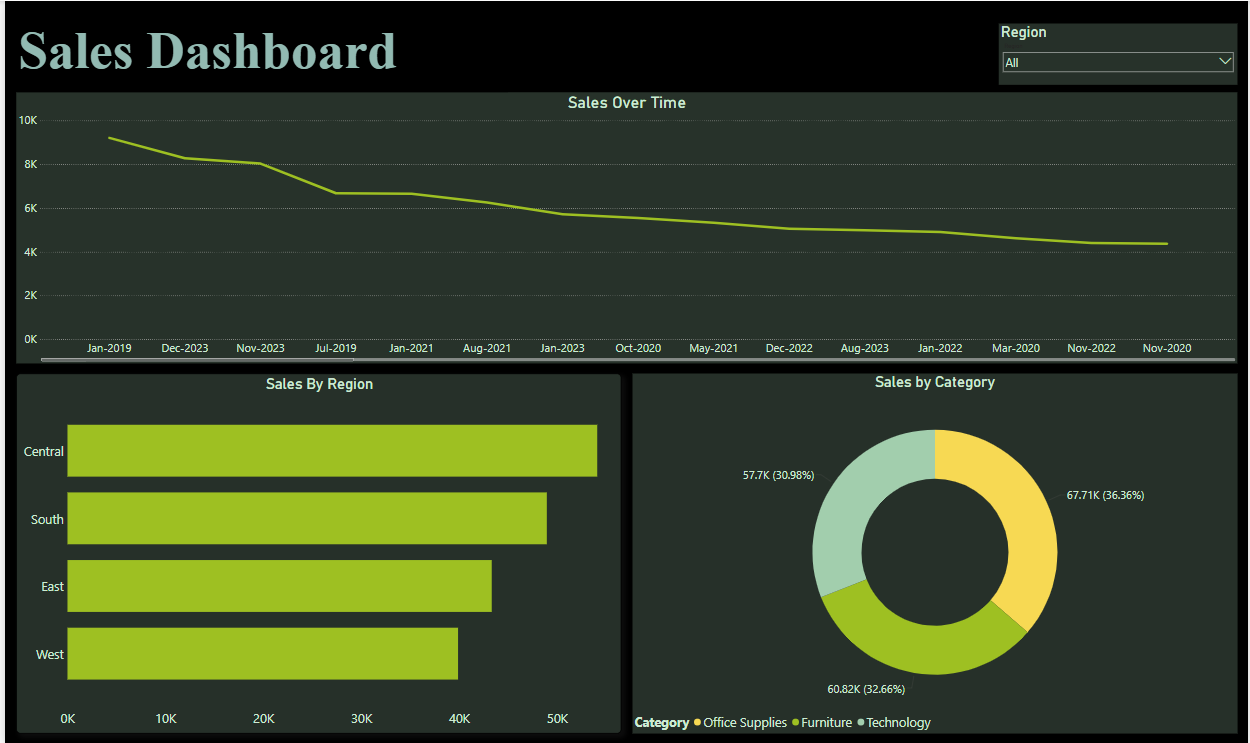 Sales Dashboard
Region
All
Sales Over Time
10K
8K
6K
4K
2K
0K
Jan-2019 Dec-2023 Nov-2023 Jul-2019 Jan-2021 Aug-2021 Jan-2023 Oct-2020 May-2021 Dec-2022 Aug-2023 Jan-2022 Mar-2020 Nov-2022 Nov-2020
Sales By Region
Central
South
East
West
0K 10K 20K 30K 40K 50K
Sales by Category
57.7K (30.98%)
67.71K (36.36%)
60.82K (32.66%)
Category Office Supplies Furniture Technology